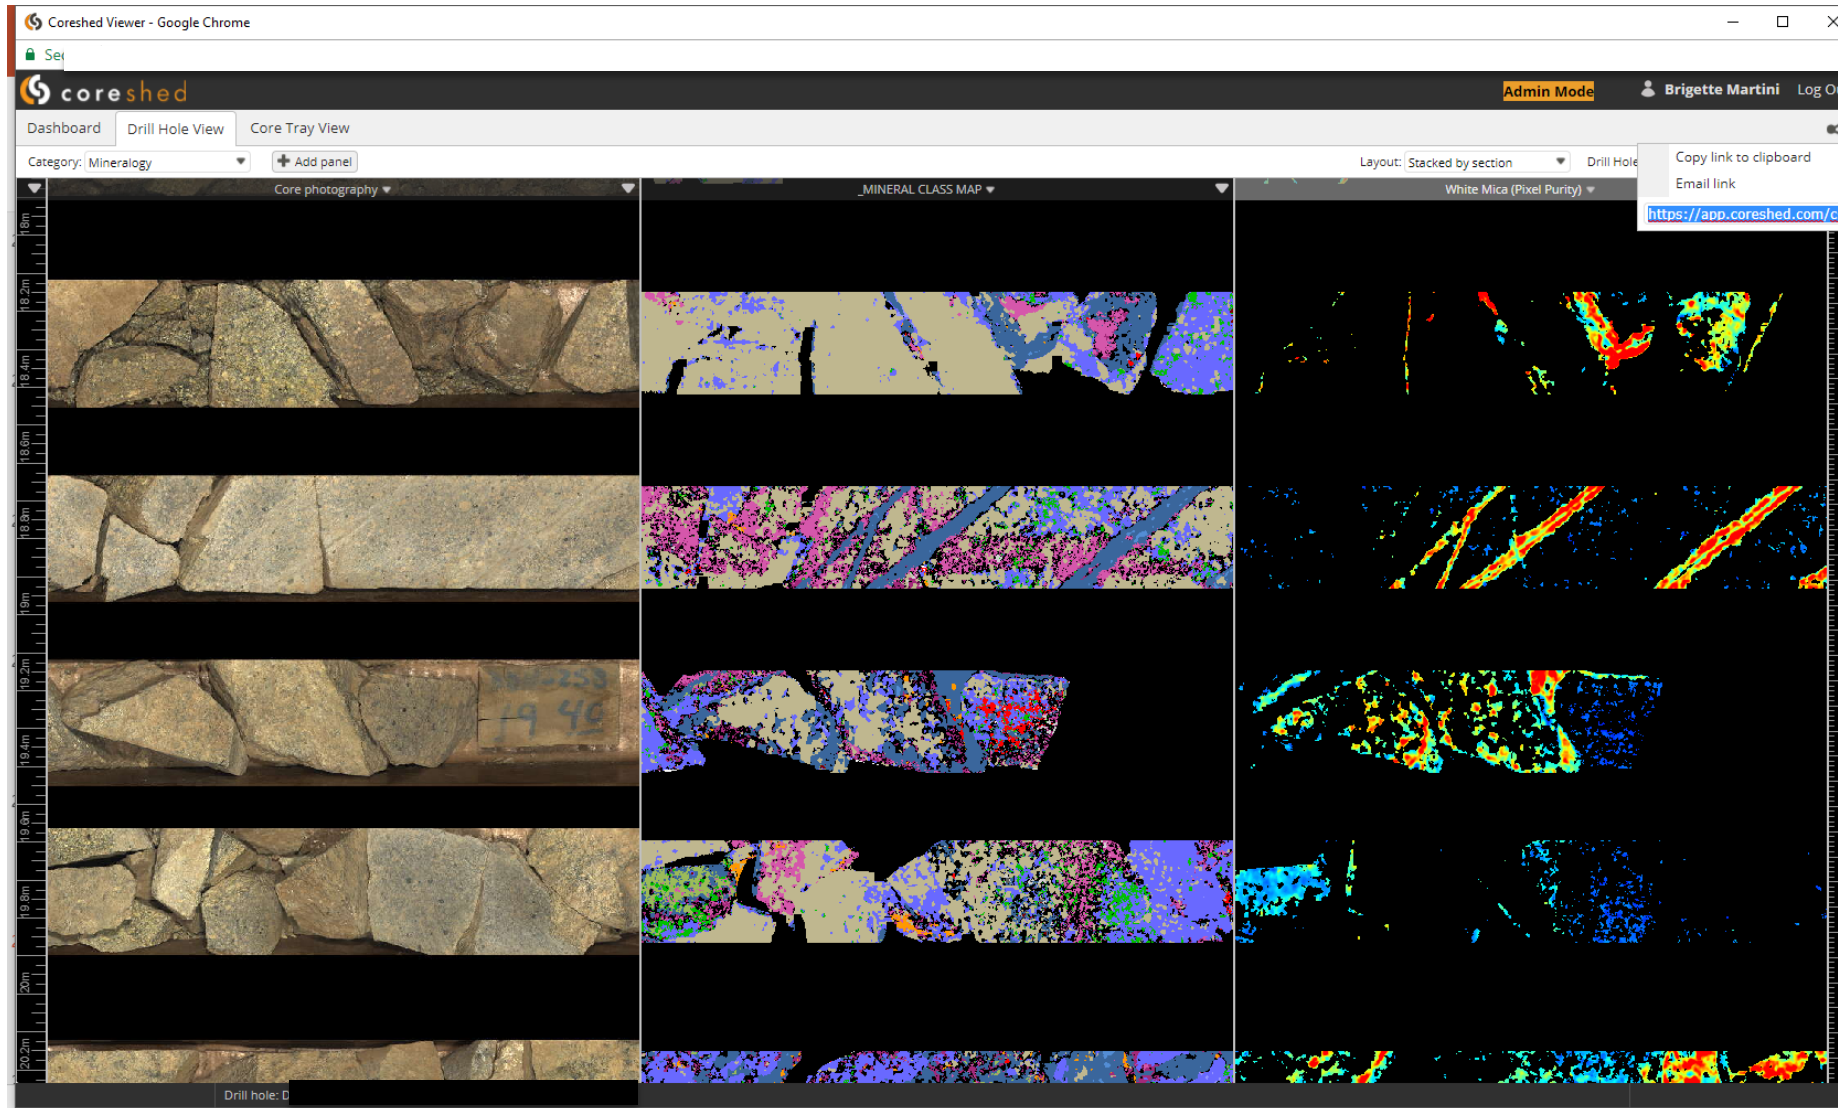 Coreshed Viewer - Google Chrome
coreshed
Admin Mode
Brigette Martini
Log
Dashboard
Drill Hole View
Core Tray View
Category: Mineralogy
Add panel
Layout: Stacked by section
Drill Hole
Copy link to clipboard
Email link
https://app.coreshed.com/c
Core photography
_MINERAL CLASS MAP
White Mica (Pixel Purity)
18m
18.2m
18.4m
18.6m
18.8m
19m
19.2m
19.4m
19.6m
19.8m
20m
20.2m
Drill hole: D